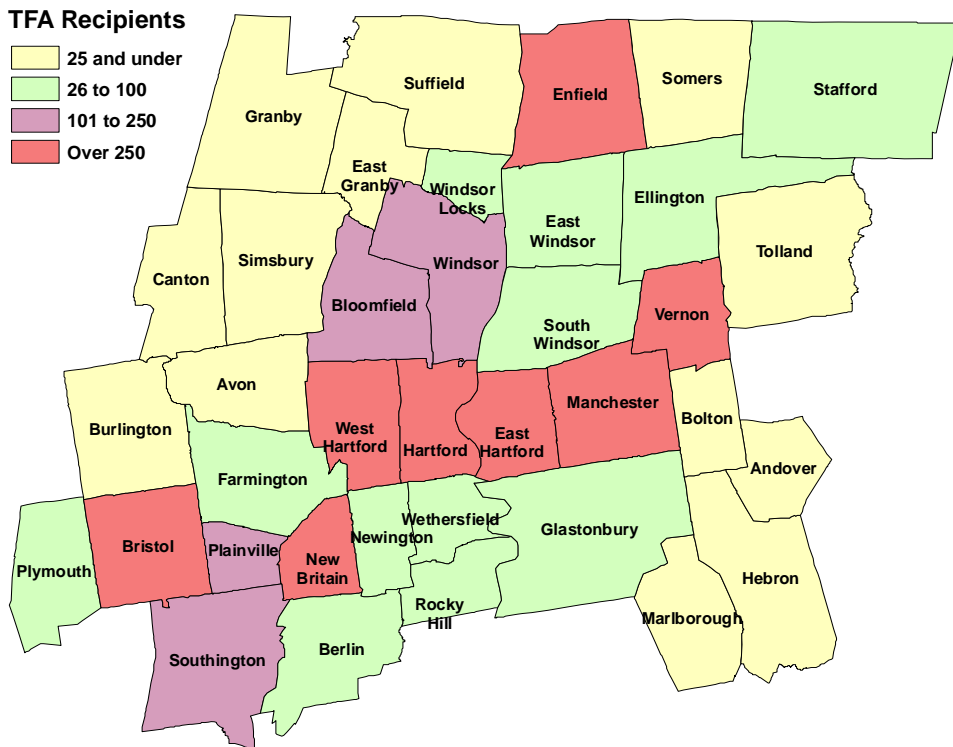 TFA Recipients
25 and under
26 to 100
101 to 250
Over 250
Suffield
Enfield
Somers
Stafford
Granby
East
Granby
Windsor
Locks
East
Windsor
Ellington
Tolland
Canton
Simsbury
Windsor
Bloomfield
South
Windsor
Vernon
Avon
Burlington
West
Hartford
Hartford
East
Hartford
Manchester
Bolton
Andover
Farmington
Plymouth
Bristol
Plainville
New
Britain
Newington
Wethersfield
Glastonbury
Hebron
Rocky
Hill
Marlborough
Southington
Berlin